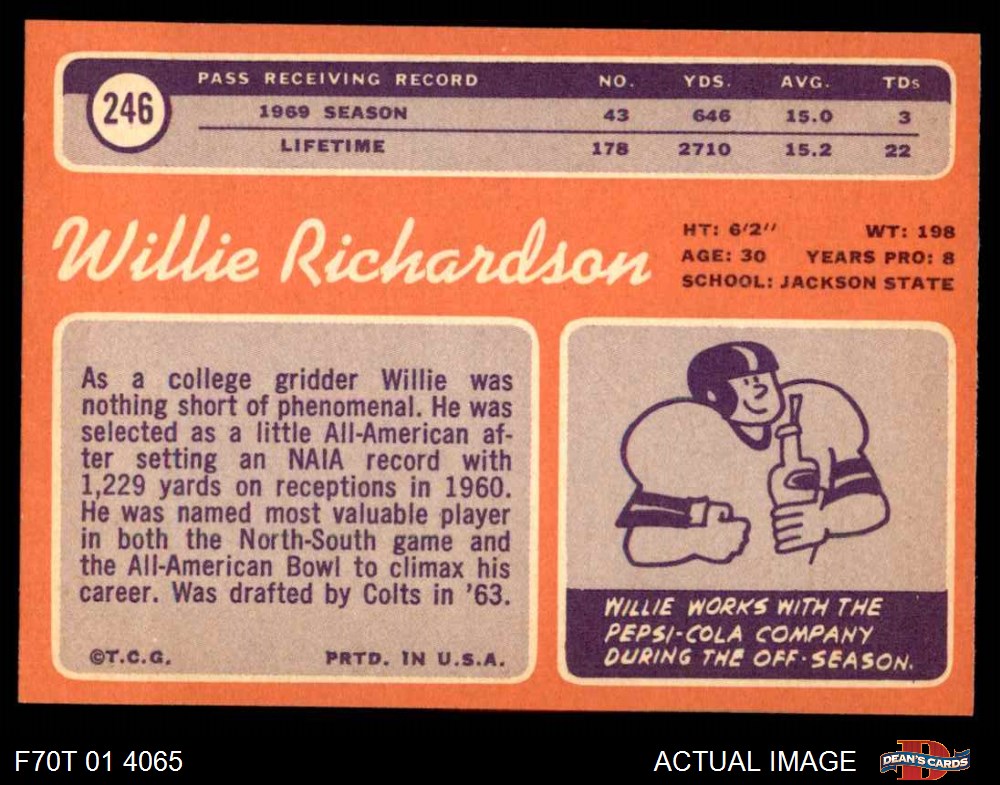 246
PASS RECEIVING RECORD NO. YDS. AVG. TDs
1969 SEASON 43 646 15.0 3
LIFETIME 178 2710 15.2 22
Willie Richardson
HT: 6'2" WT: 198
AGE: 30 YEARS PRO: 8
SCHOOL: JACKSON STATE
As a college gridder Willie was
nothing short of phenomenal. He was
selected as a little All-American af-
ter setting an NAIA record with
1,229 yards on receptions in 1960.
He was named most valuable player
in both the North-South game and
the All-American Bowl to climax his
career. Was drafted by Colts in '63.
©T.C.G. PRTD. IN U.S.A.
WILLIE WORKS WITH THE
PEPSI-COLA COMPANY
DURING THE OFF-SEASON.
F70T 01 4065 ACTUAL IMAGE
D
DEAN'S CARDS